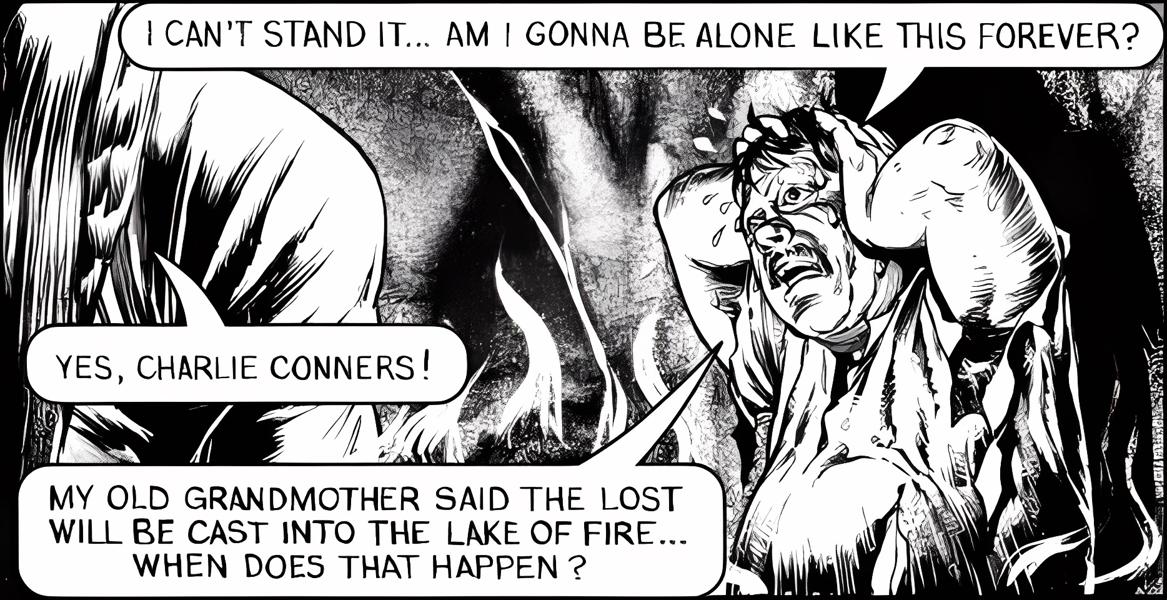 I CAN'T STAND IT... AM I GONNA BE ALONE LIKE THIS FOREVER?
YES, CHARLIE CONNERS!
MY OLD GRANDMOTHER SAID THE LOST
WILL BE CAST INTO THE LAKE OF FIRE...
WHEN DOES THAT HAPPEN?